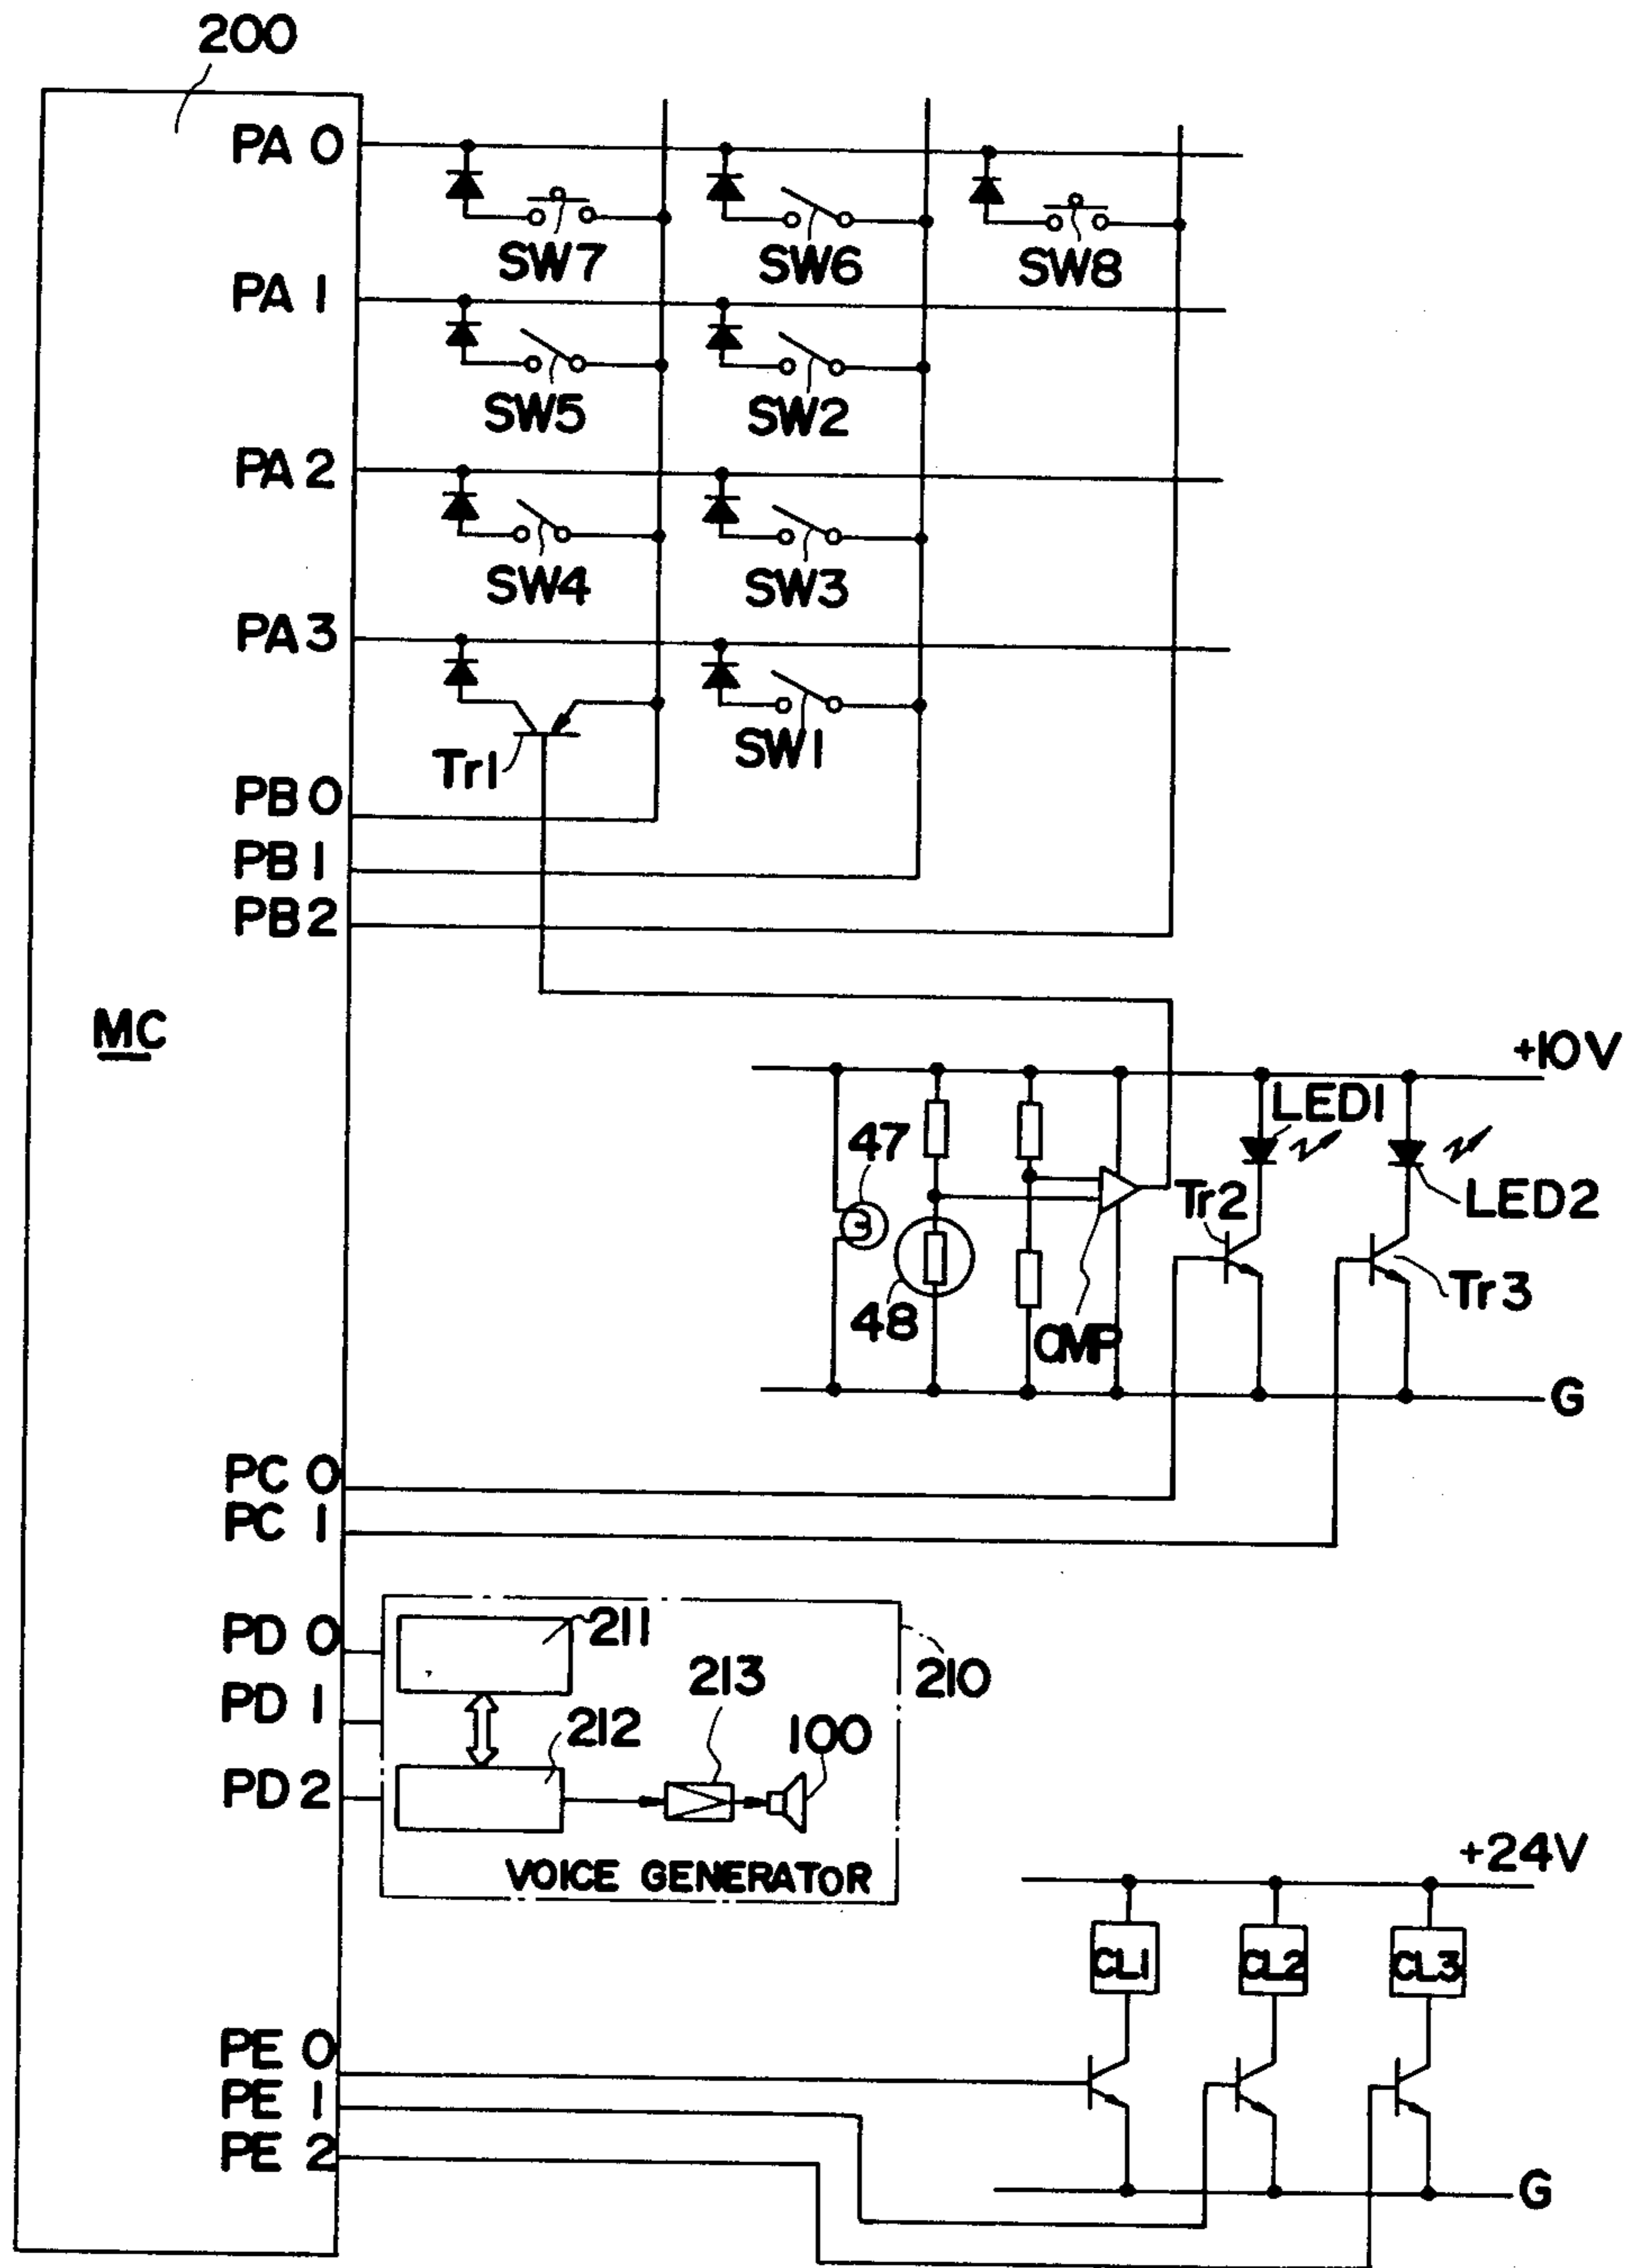 200
PA 0
SW7
SW6
SW8
PA 1
SW5
SW2
PA 2
SW4
SW3
PA 3
Tr1
SW1
PB 0
PB 1
PB 2
MC
+10V
LED1
47
Tr2
LED2
48
CMP
Tr3
G
PC 0
PC 1
PD 0
211
210
PD 1
213
212
100
PD 2
VOICE GENERATOR
+24V
CL1
CL2
CL3
PE 0
PE 1
PE 2
G